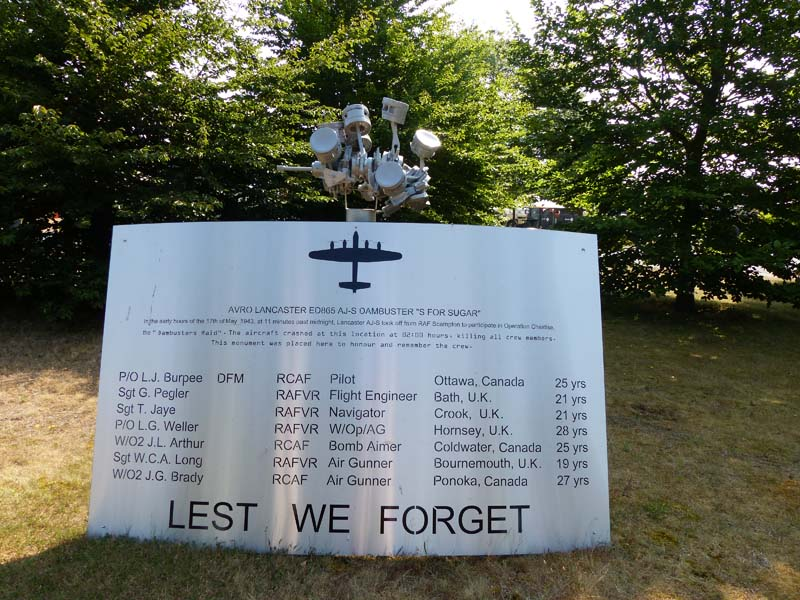 AVRO LANCASTER ED865 AJ-S DAMBUSTER "S FOR SUGAR"
In the early hours of the 17th of May, 1943, at 11 minutes past midnight, Lancaster AJ-S took off from RAF Scampton to participate in Operation Chastise,
he "Dambusters Raid". The aircraft crashed at this location at 02:00 hours, killing all crew members.
This monument was placed here to honour and remember the crew.
P/O L.J. Burpee DFM RCAF Pilot Ottawa, Canada 25 yrs
Sgt G. Pegler RAFVR Flight Engineer Bath, U.K. 21 yrs
Sgt T. Jaye RAFVR Navigator Crook, U.K. 21 yrs
P/O L.G. Weller RAFVR W/Op/AG Hornsey, U.K. 28 yrs
W/O2 J.L. Arthur RCAF Bomb Aimer Coldwater, Canada 25 yrs
Sgt W.C.A. Long RAFVR Air Gunner Bournemouth, U.K. 19 yrs
W/O2 J.G. Brady RCAF Air Gunner Ponoka, Canada 27 yrs
LEST WE FORGET